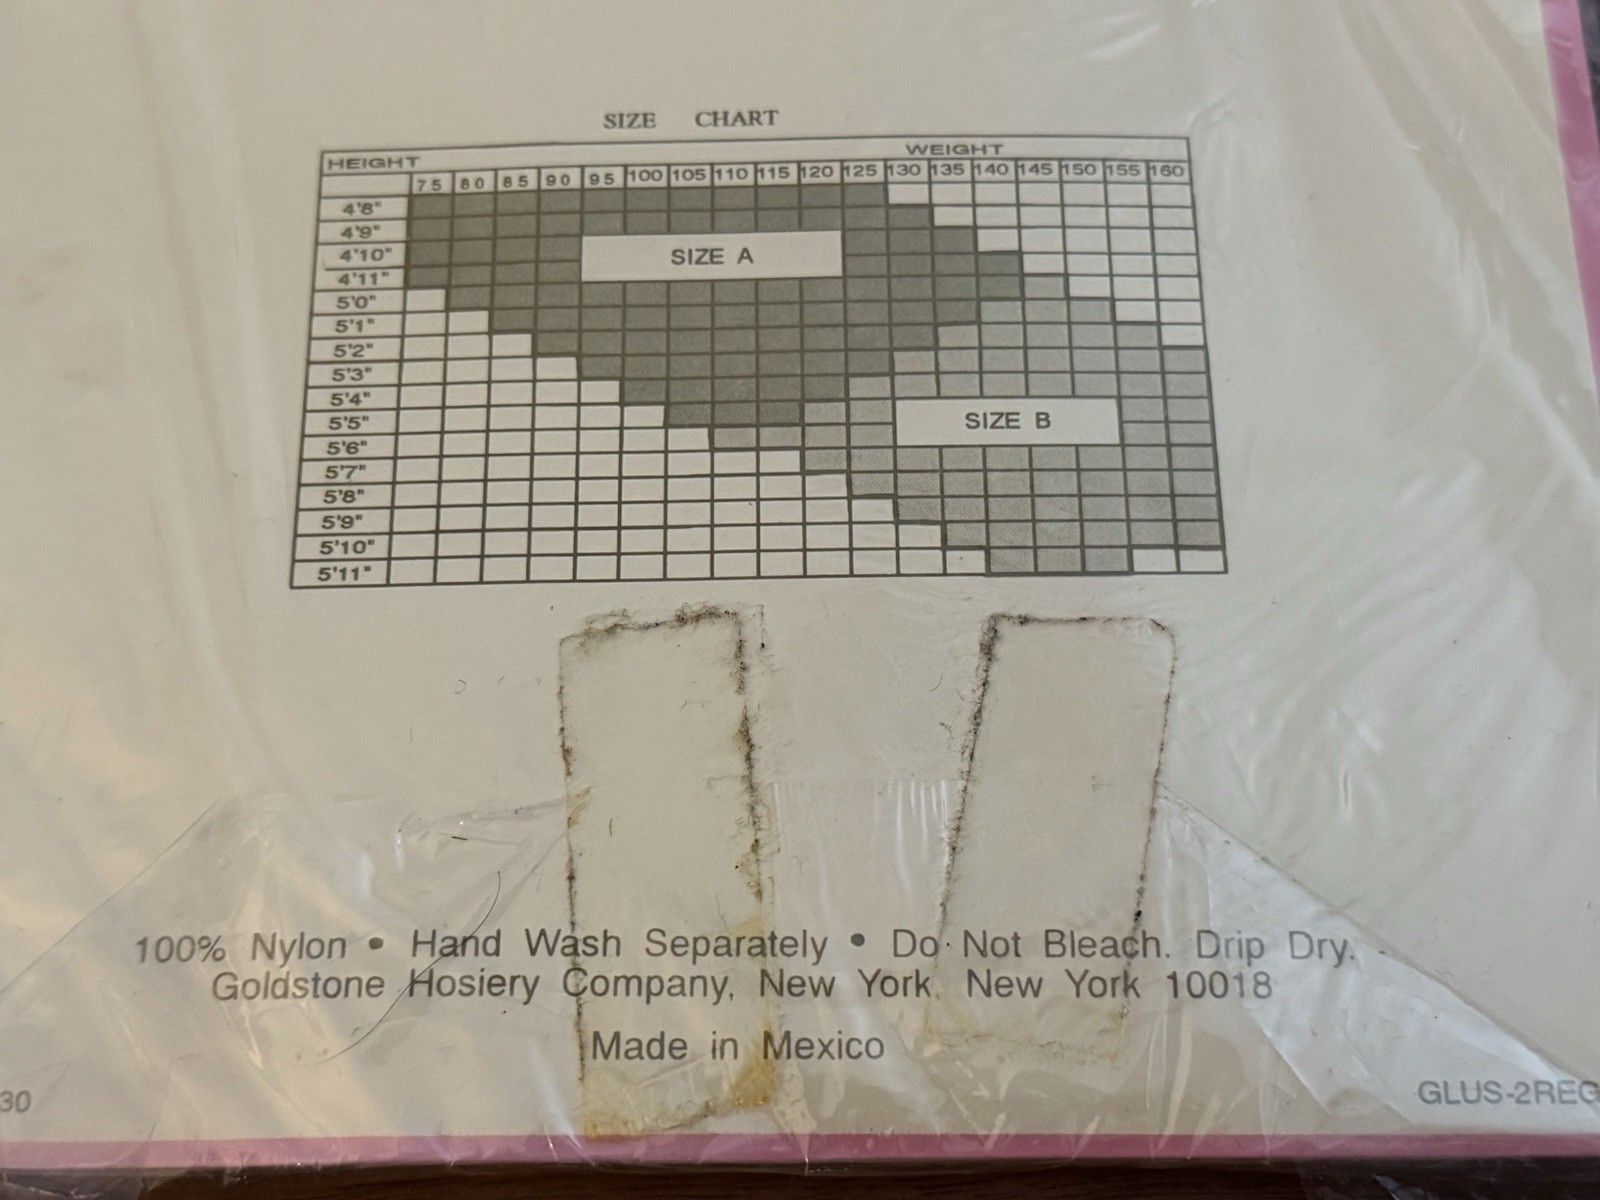 SIZE CHART
HEIGHT WEIGHT
75 80 85 90 95 100 105 110 115 120 125 130 135 140 145 150 155 160
4'8"
4'9"
4'10" SIZE A
4'11"
5'0"
5'1"
5'2"
5'3"
5'4"
5'5" SIZE B
5'6"
5'7"
5'8"
5'9"
5'10"
5'11"
100% Nylon • Hand Wash Separately • Do Not Bleach. Drip Dry.
Goldstone Hosiery Company, New York, New York 10018
Made in Mexico
30 GLUS-2REG